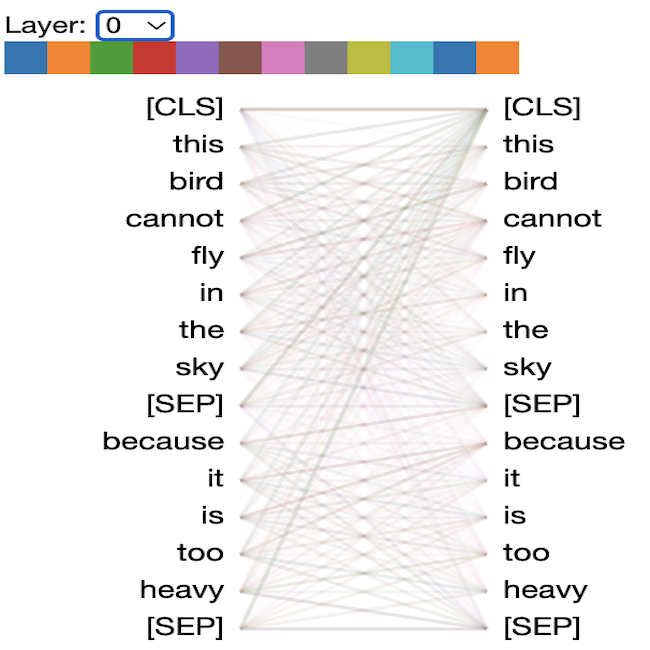 Layer: 0
[CLS] [CLS]
this this
bird bird
cannot cannot
fly fly
in in
the the
sky sky
[SEP] [SEP]
because because
it it
is is
too too
heavy heavy
[SEP] [SEP]